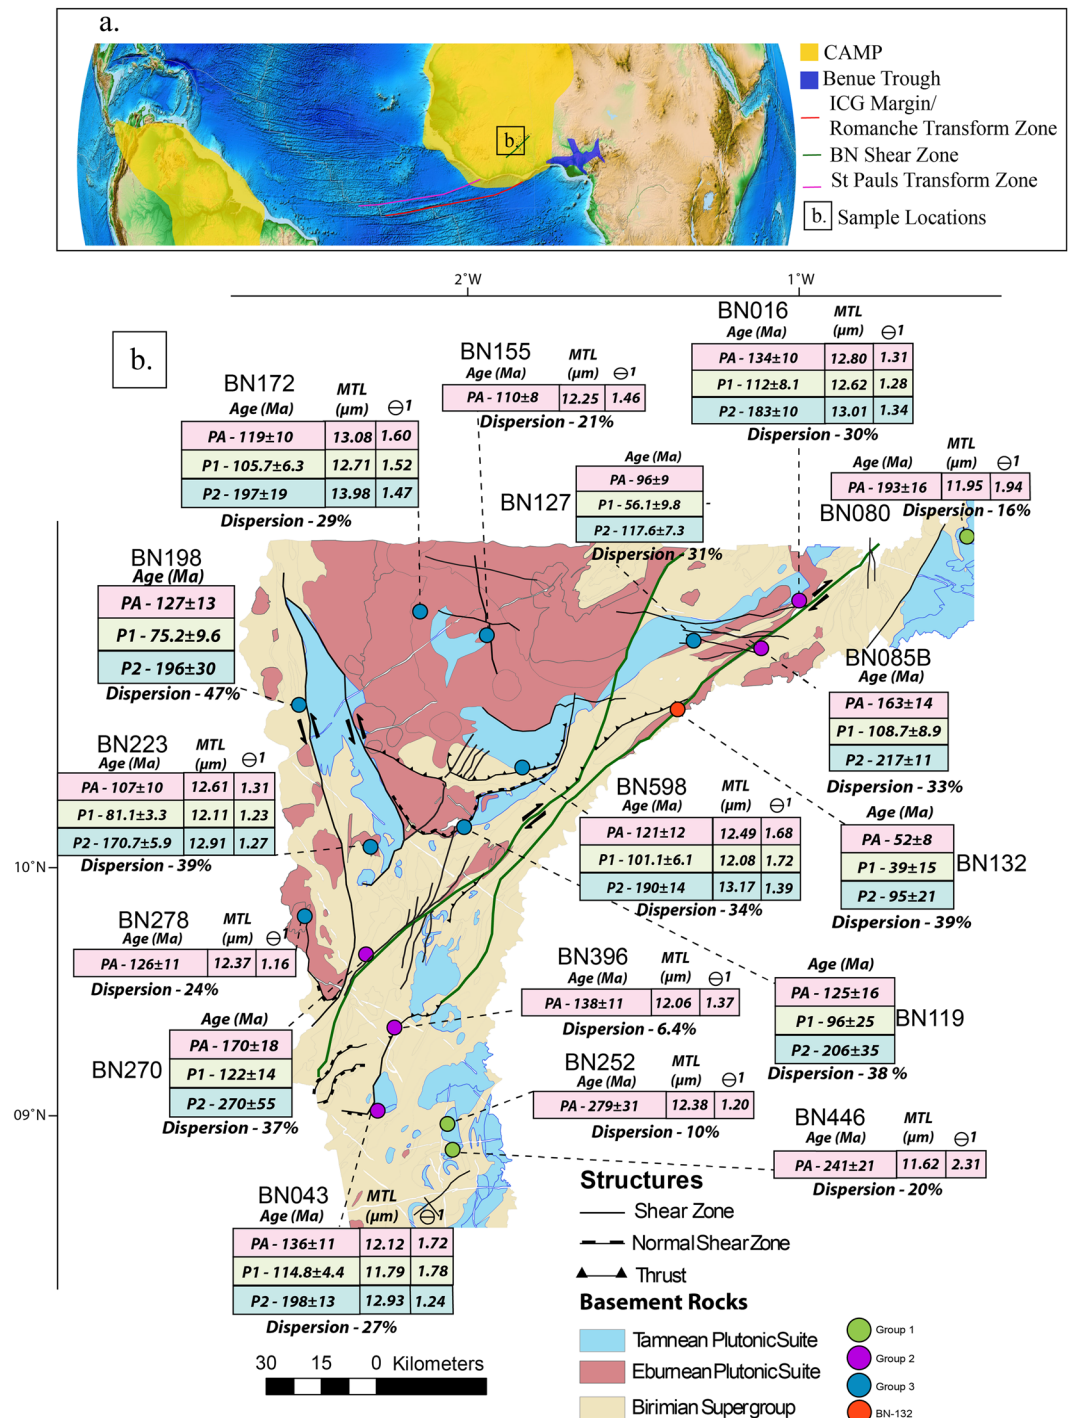 a.
CAMP
Benue Trough
ICG Margin/
Romanche Transform Zone
BN Shear Zone
St Pauls Transform Zone
b. Sample Locations
b.
2°W
1°W
b.
BN016
Age (Ma) MTL (µm) ⊖1
PA - 134±10 12.80 1.31
P1 - 112±8.1 12.62 1.28
P2 - 183±10 13.01 1.34
Dispersion - 30%
BN155
Age (Ma) MTL (µm) ⊖1
PA - 110±8 12.25 1.46
Dispersion - 21%
BN172
Age (Ma) MTL (µm) ⊖1
PA - 119±10 13.08 1.60
P1 - 105.7±6.3 12.71 1.52
P2 - 197±19 13.98 1.47
Dispersion - 29%
BN127
Age (Ma)
PA - 96±9
P1 - 56.1±9.8
P2 - 117.6±7.3
Dispersion - 31%
Age (Ma) MTL (µm) ⊖1
PA - 193±16 11.95 1.94
Dispersion - 16%
BN080
BN198
Age (Ma)
PA - 127±13
P1 - 75.2±9.6
P2 - 196±30
Dispersion - 47%
BN085B
Age (Ma)
PA - 163±14
P1 - 108.7±8.9
P2 - 217±11
Dispersion - 33%
BN223
Age (Ma) MTL (µm) ⊖1
PA - 107±10 12.61 1.31
P1 - 81.1±3.3 12.11 1.23
P2 - 170.7±5.9 12.91 1.27
Dispersion - 39%
BN598
Age (Ma) MTL (µm) ⊖1
PA - 121±12 12.49 1.68
P1 - 101.1±6.1 12.08 1.72
P2 - 190±14 13.17 1.39
Dispersion - 34%
Age (Ma)
PA - 52±8
P1 - 39±15
P2 - 95±21
BN132
Dispersion - 39%
10°N
BN278
Age (Ma) MTL (µm) ⊖1
PA - 126±11 12.37 1.16
Dispersion - 24%
BN396
Age (Ma) MTL (µm) ⊖1
PA - 138±11 12.06 1.37
Dispersion - 6.4%
Age (Ma)
PA - 125±16
P1 - 96±25
P2 - 206±35
BN119
Dispersion - 38 %
BN270
Age (Ma)
PA - 170±18
P1 - 122±14
P2 - 270±55
Dispersion - 37%
BN252
Age (Ma) MTL (µm) ⊖1
PA - 279±31 12.38 1.20
Dispersion - 10%
09°N
BN446
Age (Ma) MTL (µm) ⊖1
PA - 241±21 11.62 2.31
Dispersion - 20%
BN043
Age (Ma) MTL (µm) ⊖1
PA - 136±11 12.12 1.72
P1 - 114.8±4.4 11.79 1.78
P2 - 198±13 12.93 1.24
Dispersion - 27%
Structures
Shear Zone
Normal Shear Zone
Thrust
Basement Rocks
Tamnean Plutonic Suite
Eburnean Plutonic Suite
Birimian Supergroup
Group 1
Group 2
Group 3
BN-132
30 15 0 Kilometers